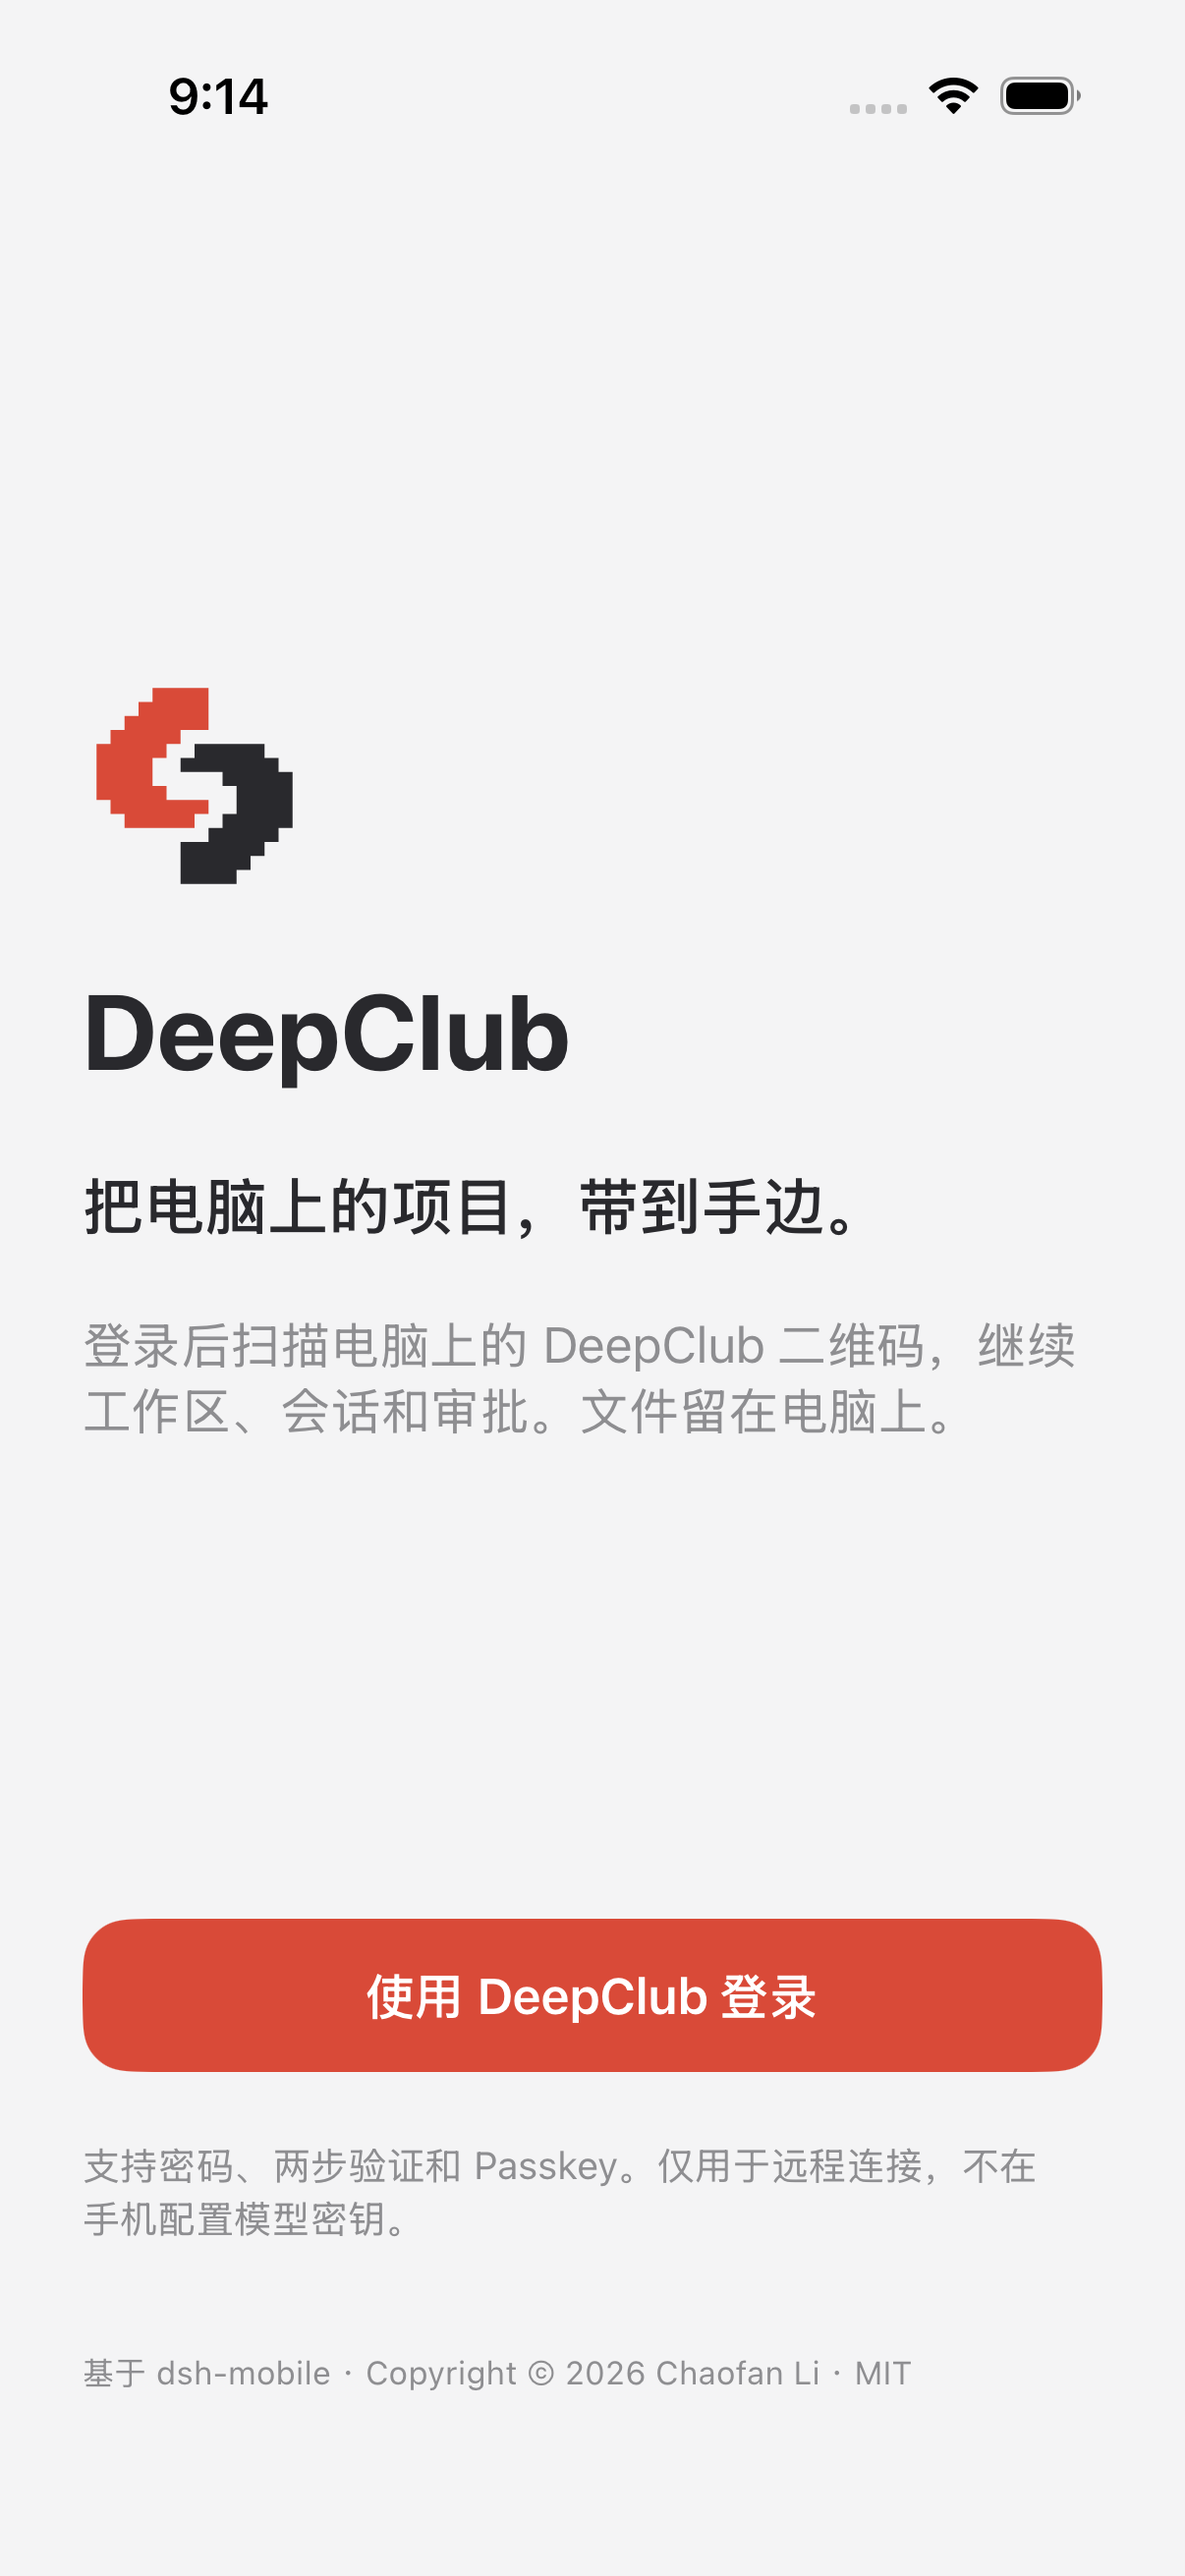 9:14
DeepClub
把电脑上的项目，带到手边。
登录后扫描电脑上的 DeepClub 二维码，继续
工作区、会话和审批。文件留在电脑上。
使用 DeepClub 登录
支持密码、两步验证和 Passkey。仅用于远程连接，不在
手机配置模型密钥。
基于 dsh-mobile · Copyright © 2026 Chaofan Li · MIT